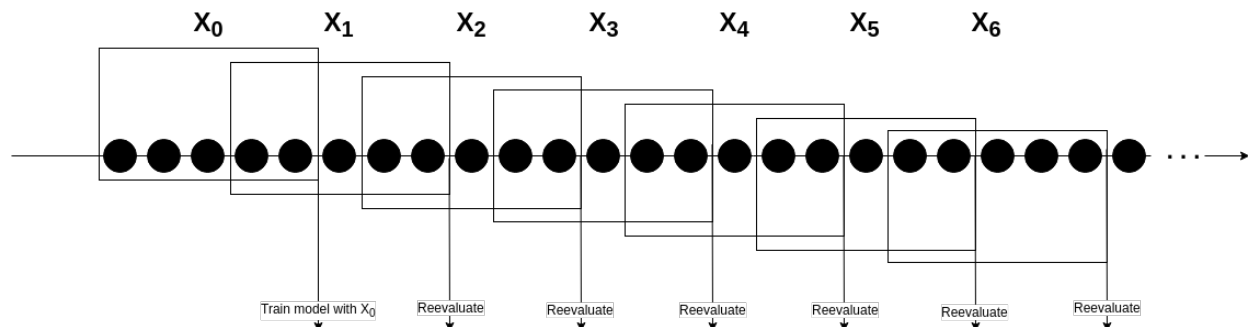 X₀ X₁ X₂ X₃ X₄ X₅ X₆
...
Train model with X₀ Reevaluate Reevaluate Reevaluate Reevaluate Reevaluate Reevaluate